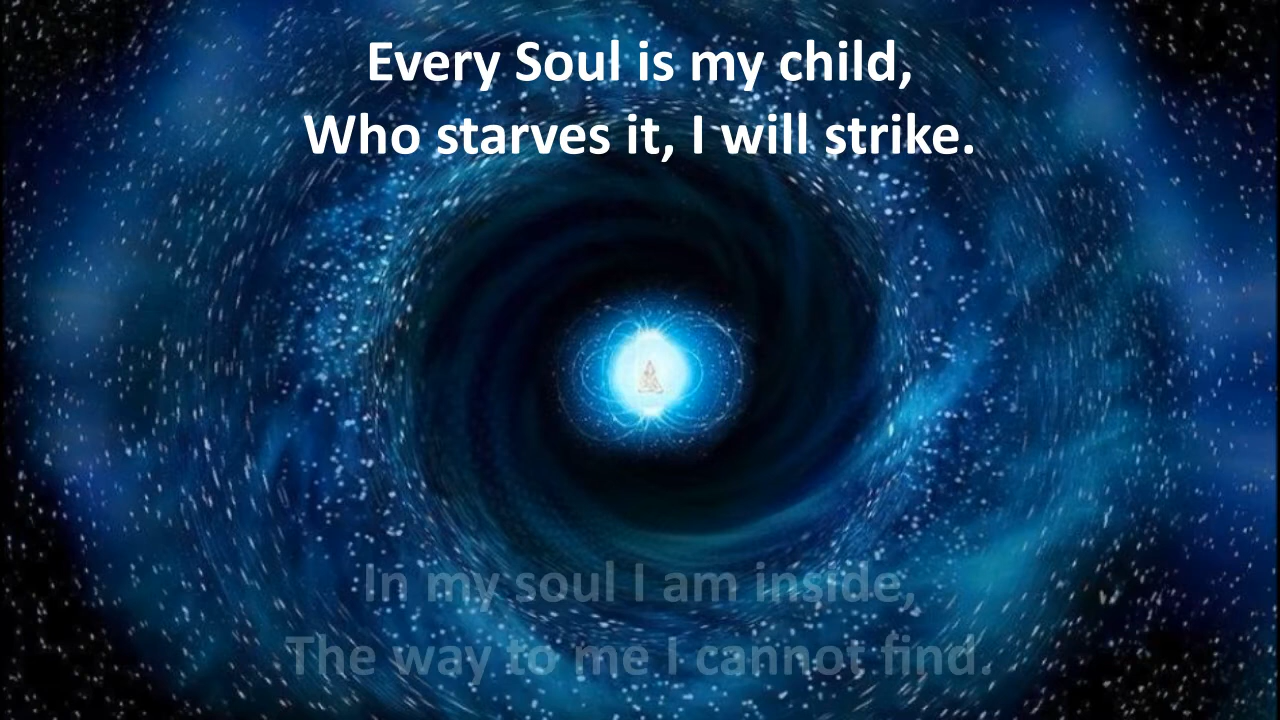 Every Soul is my child,
Who starves it, I will strike.
In my soul I am inside,
The way to me I cannot find.